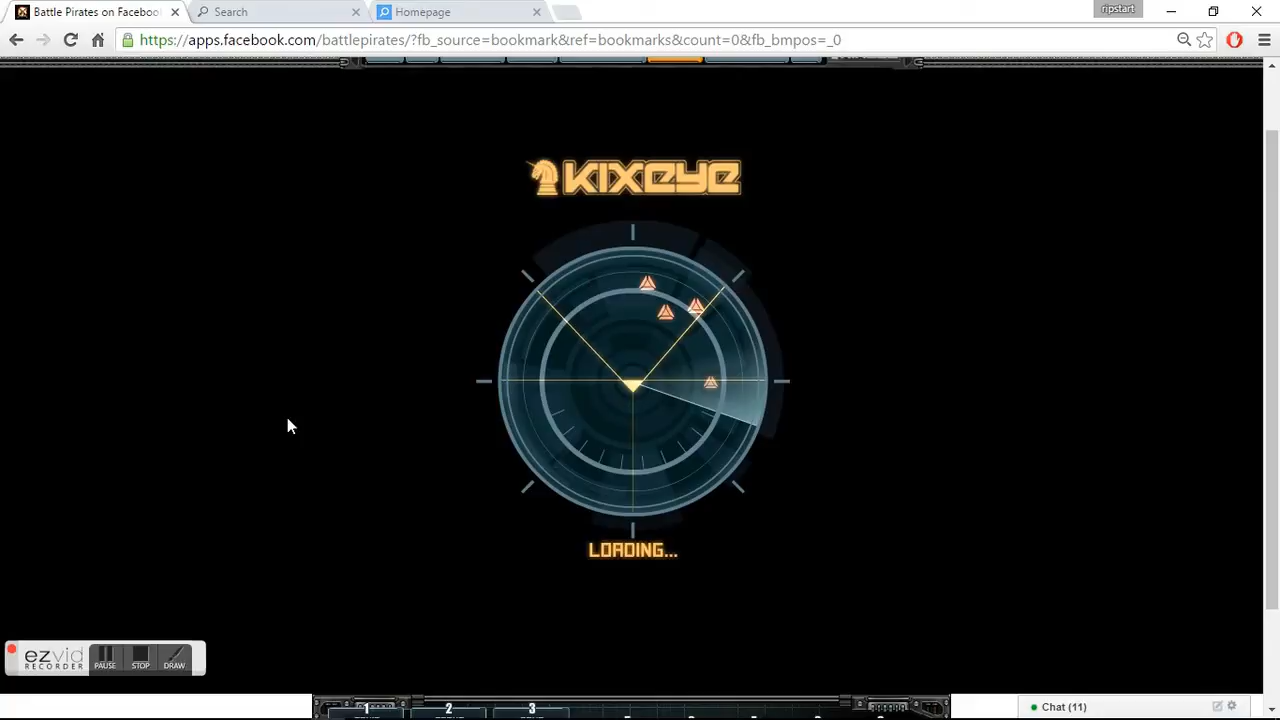 Battle Pirates on Faceboo
Search
Homepage
ripstart
https://apps.facebook.com/battlepirates/?fb_source=bookmark&ref=bookmarks&count=0&fb_bmpos=_0
KIXEYE
LOADING...
ezvid
RECORDER
PAUSE
STOP
DRAW
1
2
3
Chat (11)